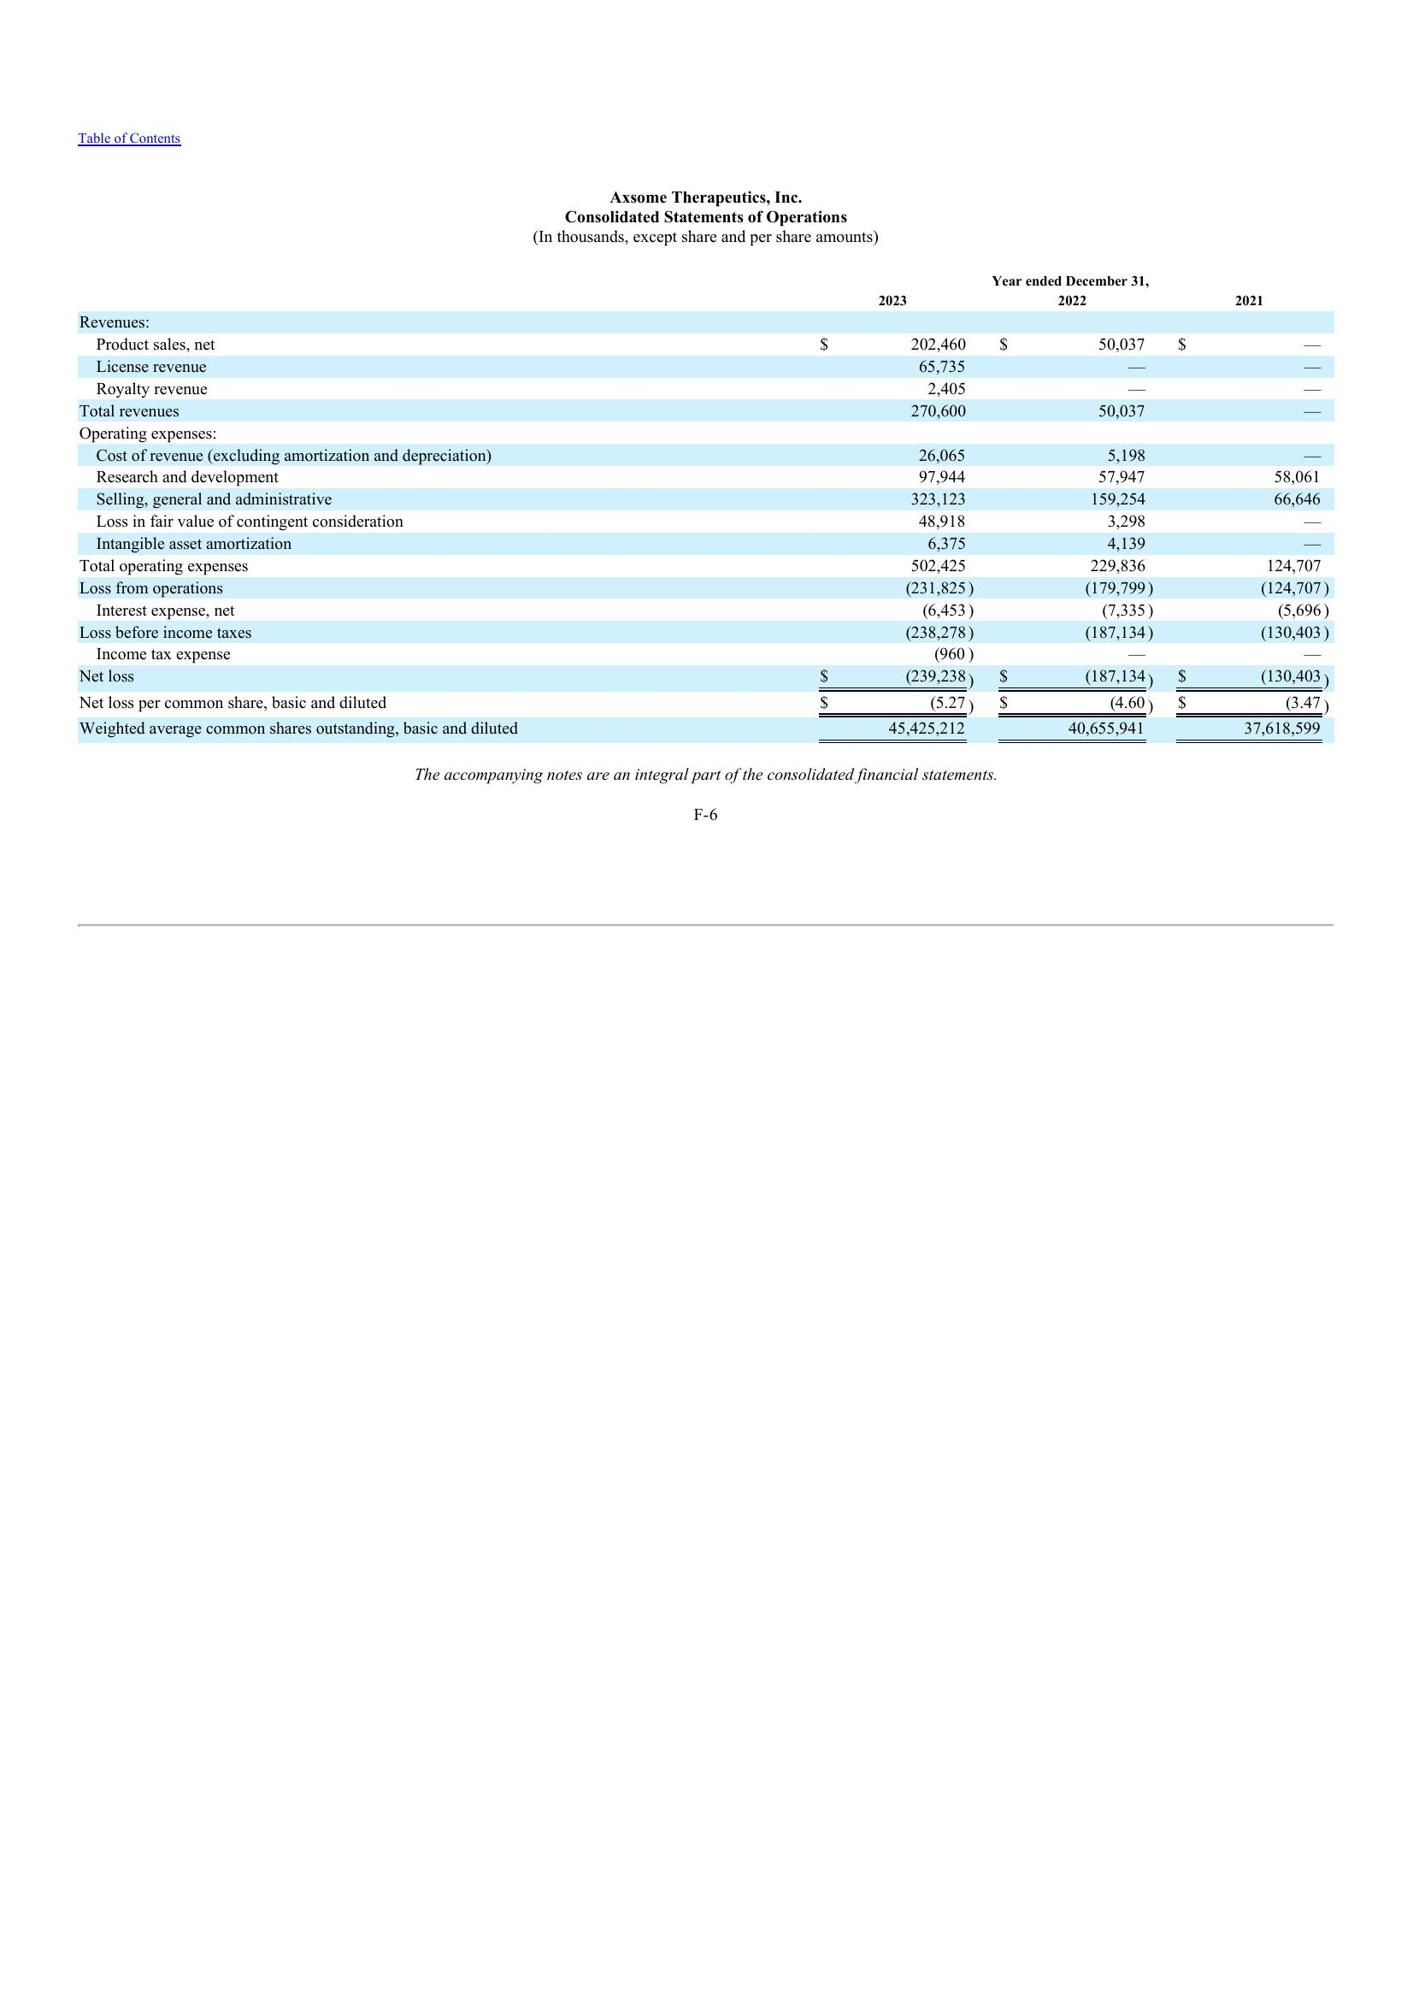 Table of Contents
Axsome Therapeutics, Inc.
Consolidated Statements of Operations
(In thousands, except share and per share amounts)
Year ended December 31,
2023 2022 2021
Revenues:
Product sales, net $ 202,460 $ 50,037 $ —
License revenue 65,735 — —
Royalty revenue 2,405 — —
Total revenues 270,600 50,037 —
Operating expenses:
Cost of revenue (excluding amortization and depreciation) 26,065 5,198 —
Research and development 97,944 57,947 58,061
Selling, general and administrative 323,123 159,254 66,646
Loss in fair value of contingent consideration 48,918 3,298 —
Intangible asset amortization 6,375 4,139 —
Total operating expenses 502,425 229,836 124,707
Loss from operations (231,825) (179,799) (124,707)
Interest expense, net (6,453) (7,335) (5,696)
Loss before income taxes (238,278) (187,134) (130,403)
Income tax expense (960) — —
Net loss $ (239,238) $ (187,134) $ (130,403)
Net loss per common share, basic and diluted $ (5.27) $ (4.60) $ (3.47)
Weighted average common shares outstanding, basic and diluted 45,425,212 40,655,941 37,618,599
The accompanying notes are an integral part of the consolidated financial statements.
F-6